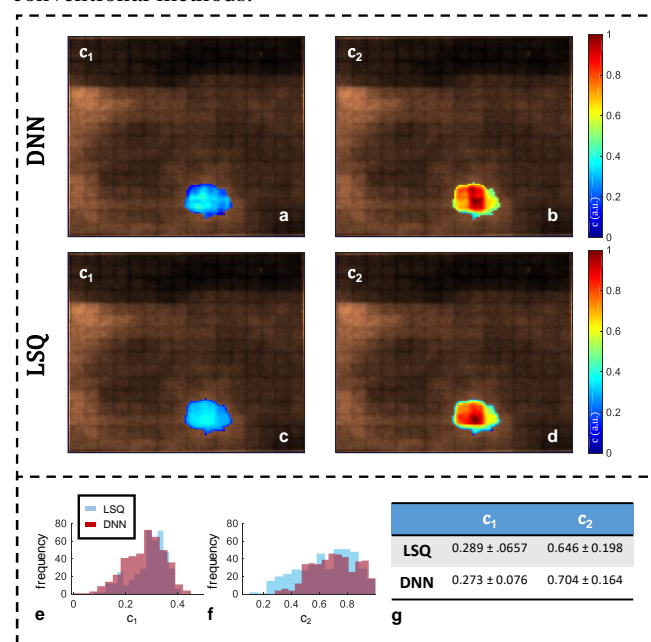 conventional methods.
DNN
c1
a
c2
b
1
0.8
0.6
0.4
0.2
0
c (a.u.)
LSQ
c1
c
c2
d
1
0.8
0.6
0.4
0.2
0
c (a.u.)
LSQ
DNN
frequency
80
60
40
20
0
0 0.2 0.4
c1
e
frequency
80
60
40
20
0
0.2 0.4 0.6 0.8
c2
f
c1 c2
LSQ 0.289 ± .0657 0.646 ± 0.198
DNN 0.273 ± 0.076 0.704 ± 0.164
g